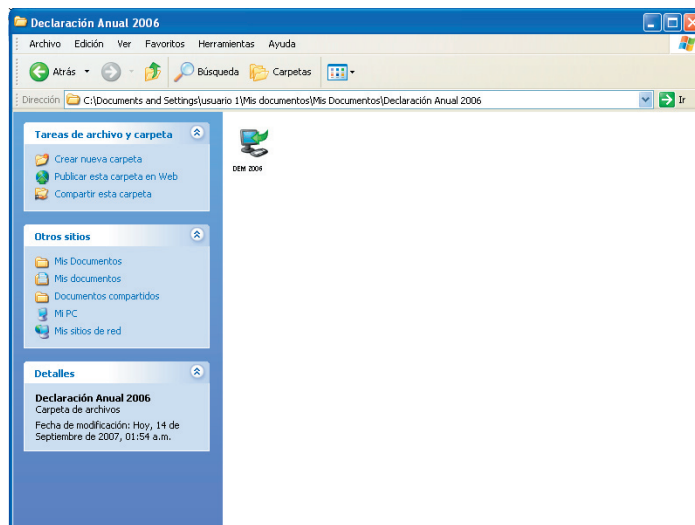 Declaración Anual 2006
Archivo Edición Ver Favoritos Herramientas Ayuda
Atrás Búsqueda Carpetas
Dirección C:\Documents and Settings\usuario 1\Mis documentos\Mis Documentos\Declaración Anual 2006 Ir
Tareas de archivo y carpeta
Crear nueva carpeta
Publicar esta carpeta en Web
Compartir esta carpeta
Otros sitios
Mis Documentos
Mis documentos
Documentos compartidos
Mi PC
Mis sitios de red
Detalles
Declaración Anual 2006
Carpeta de archivos
Fecha de modificación: Hoy, 14 de
Septiembre de 2007, 01:54 a.m.
DEM 2006